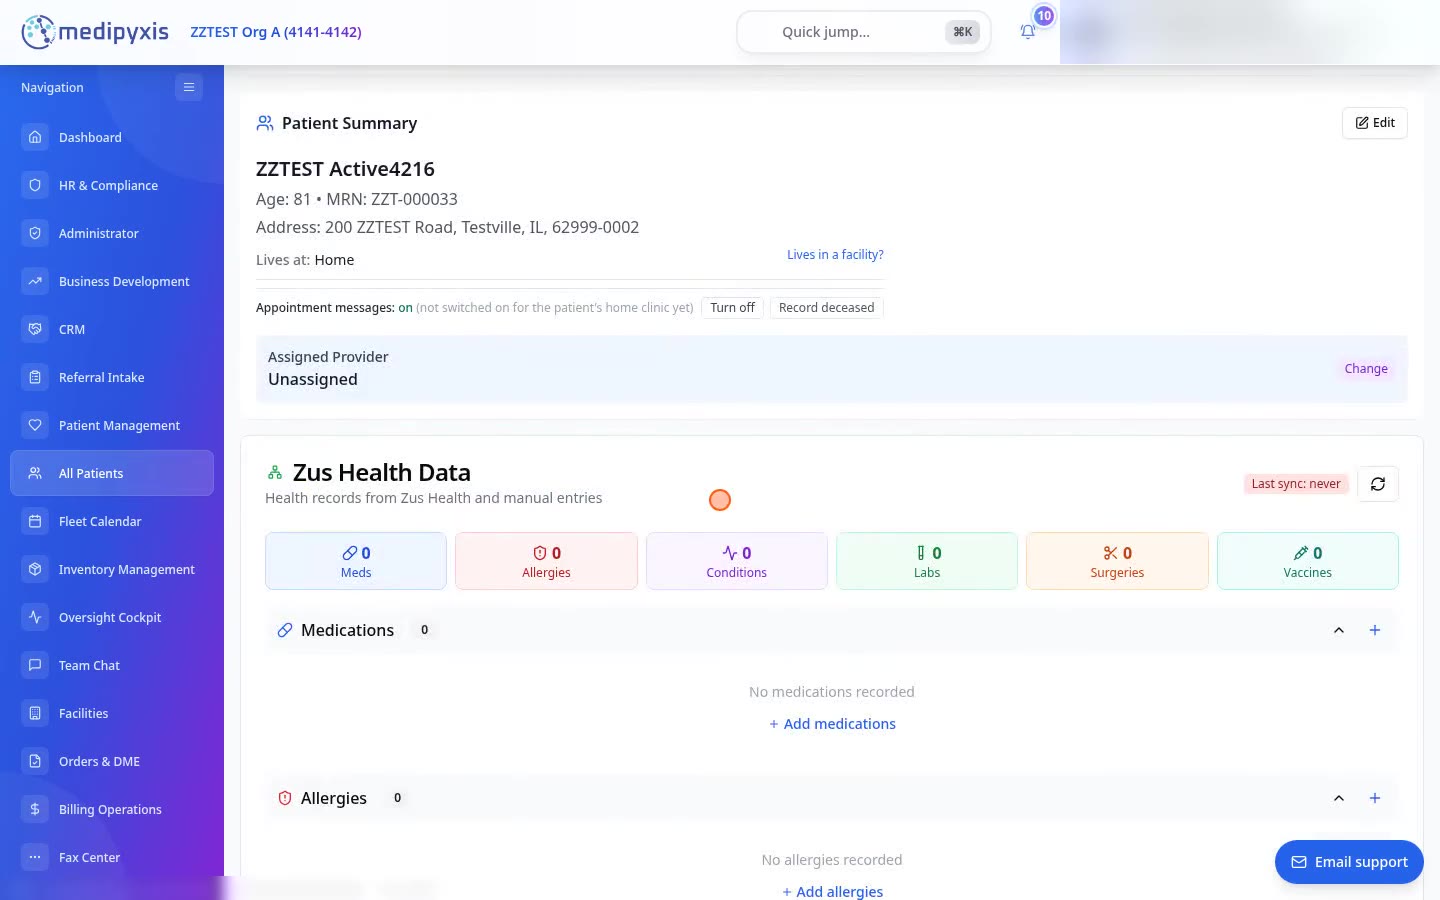 medipyxis
ZZTEST Org A (4141-4142)
Quick jump...
⌘K
10
Navigation
Dashboard
HR & Compliance
Administrator
Business Development
CRM
Referral Intake
Patient Management
All Patients
Fleet Calendar
Inventory Management
Oversight Cockpit
Team Chat
Facilities
Orders & DME
Billing Operations
Fax Center
Patient Summary
Edit
ZZTEST Active4216
Age: 81 • MRN: ZZT-000033
Address: 200 ZZTEST Road, Testville, IL, 62999-0002
Lives at: Home
Lives in a facility?
Appointment messages: on (not switched on for the patient's home clinic yet)
Turn off
Record deceased
Assigned Provider
Unassigned
Change
Zus Health Data
Health records from Zus Health and manual entries
Last sync: never
0
Meds
0
Allergies
0
Conditions
0
Labs
0
Surgeries
0
Vaccines
Medications 0
No medications recorded
+ Add medications
Allergies 0
No allergies recorded
+ Add allergies
Email support